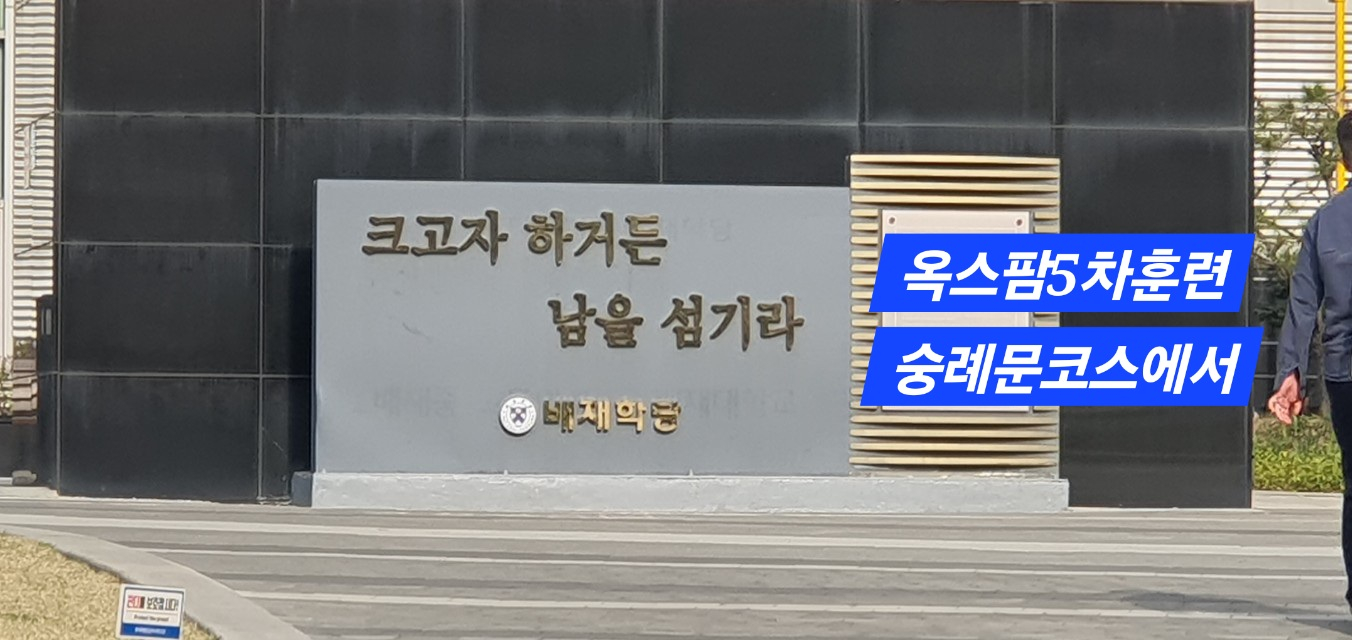 크고자 하거든
남을 섬기라
배재학당
옥스팜5차훈련
숭례문코스에서